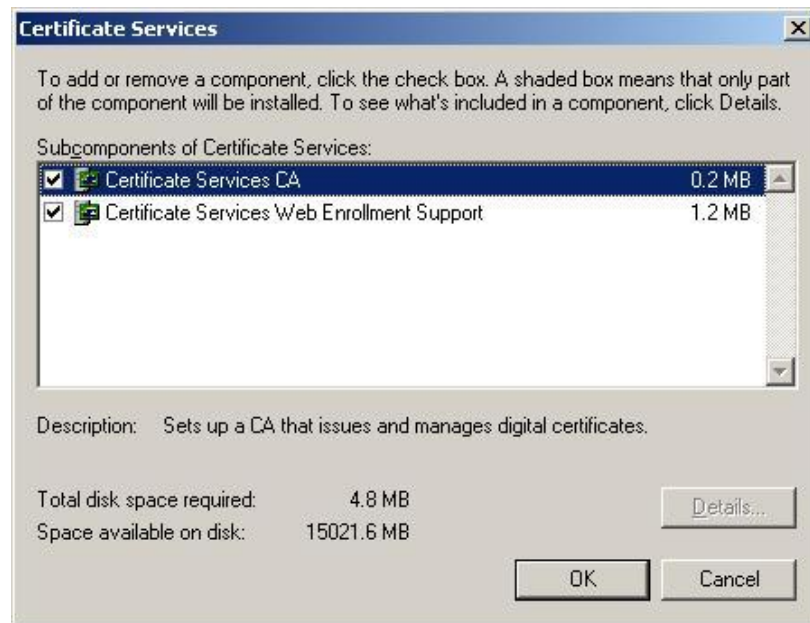 Certificate Services
To add or remove a component, click the check box. A shaded box means that only part
of the component will be installed. To see what's included in a component, click Details.
Subcomponents of Certificate Services:
Certificate Services CA 0.2 MB
Certificate Services Web Enrollment Support 1.2 MB
Description: Sets up a CA that issues and manages digital certificates.
Total disk space required: 4.8 MB
Details...
Space available on disk: 15021.6 MB
OK Cancel